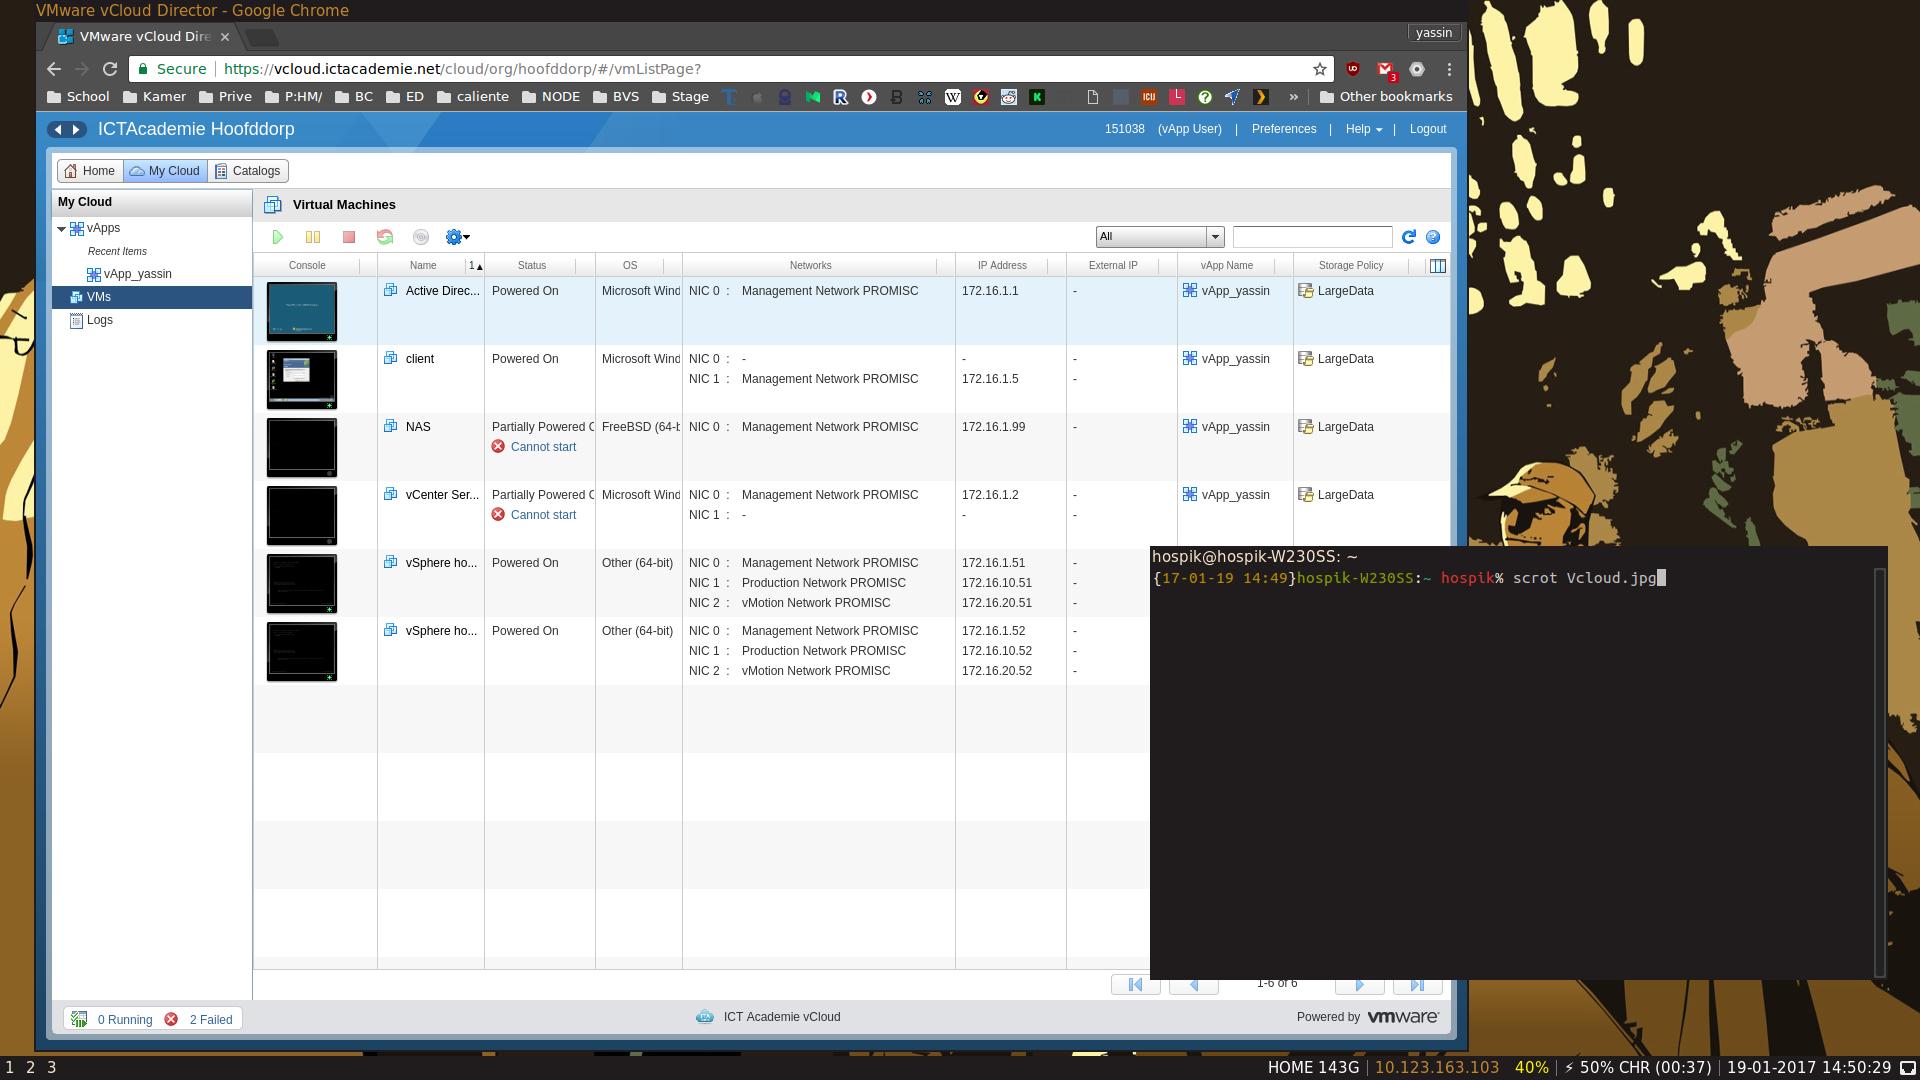 VMware vCloud Director - Google Chrome
VMware vCloud Dire
yassin
Secure https://vcloud.ictacademie.net/cloud/org/hoofddorp/#/vmListPage?
3
School Kamer Prive P:HM/ BC ED caliente NODE BVS Stage Other bookmarks
ICTAcademie Hoofddorp
151038 (vApp User) | Preferences | Help | Logout
Home My Cloud Catalogs
My Cloud
vApps
Recent Items
vApp_yassin
VMs
Logs
Virtual Machines
All
Console Name 1 Status OS Networks IP Address External IP vApp Name Storage Policy
Active Direc... Powered On Microsoft Wind NIC 0 : Management Network PROMISC 172.16.1.1 - vApp_yassin LargeData
client Powered On Microsoft Wind NIC 0 : - - - vApp_yassin LargeData
NIC 1 : Management Network PROMISC 172.16.1.5 -
NAS Partially Powered O FreeBSD (64-b NIC 0 : Management Network PROMISC 172.16.1.99 - vApp_yassin LargeData
Cannot start
vCenter Ser... Partially Powered O Microsoft Wind NIC 0 : Management Network PROMISC 172.16.1.2 - vApp_yassin LargeData
Cannot start NIC 1 : - - -
vSphere ho... Powered On Other (64-bit) NIC 0 : Management Network PROMISC 172.16.1.51 -
NIC 1 : Production Network PROMISC 172.16.10.51 -
NIC 2 : vMotion Network PROMISC 172.16.20.51 -
vSphere ho... Powered On Other (64-bit) NIC 0 : Management Network PROMISC 172.16.1.52 -
NIC 1 : Production Network PROMISC 172.16.10.52 -
NIC 2 : vMotion Network PROMISC 172.16.20.52 -
hospik@hospik-W230SS: ~
{17-01-19 14:49}hospik-W230SS:~ hospik% scrot Vcloud.jpg
1-6 of 6
0 Running 2 Failed
ICT Academie vCloud
Powered by vmware
1 2 3
HOME 143G | 10.123.163.103 40% | ⚡ 50% CHR (00:37) | 19-01-2017 14:50:29